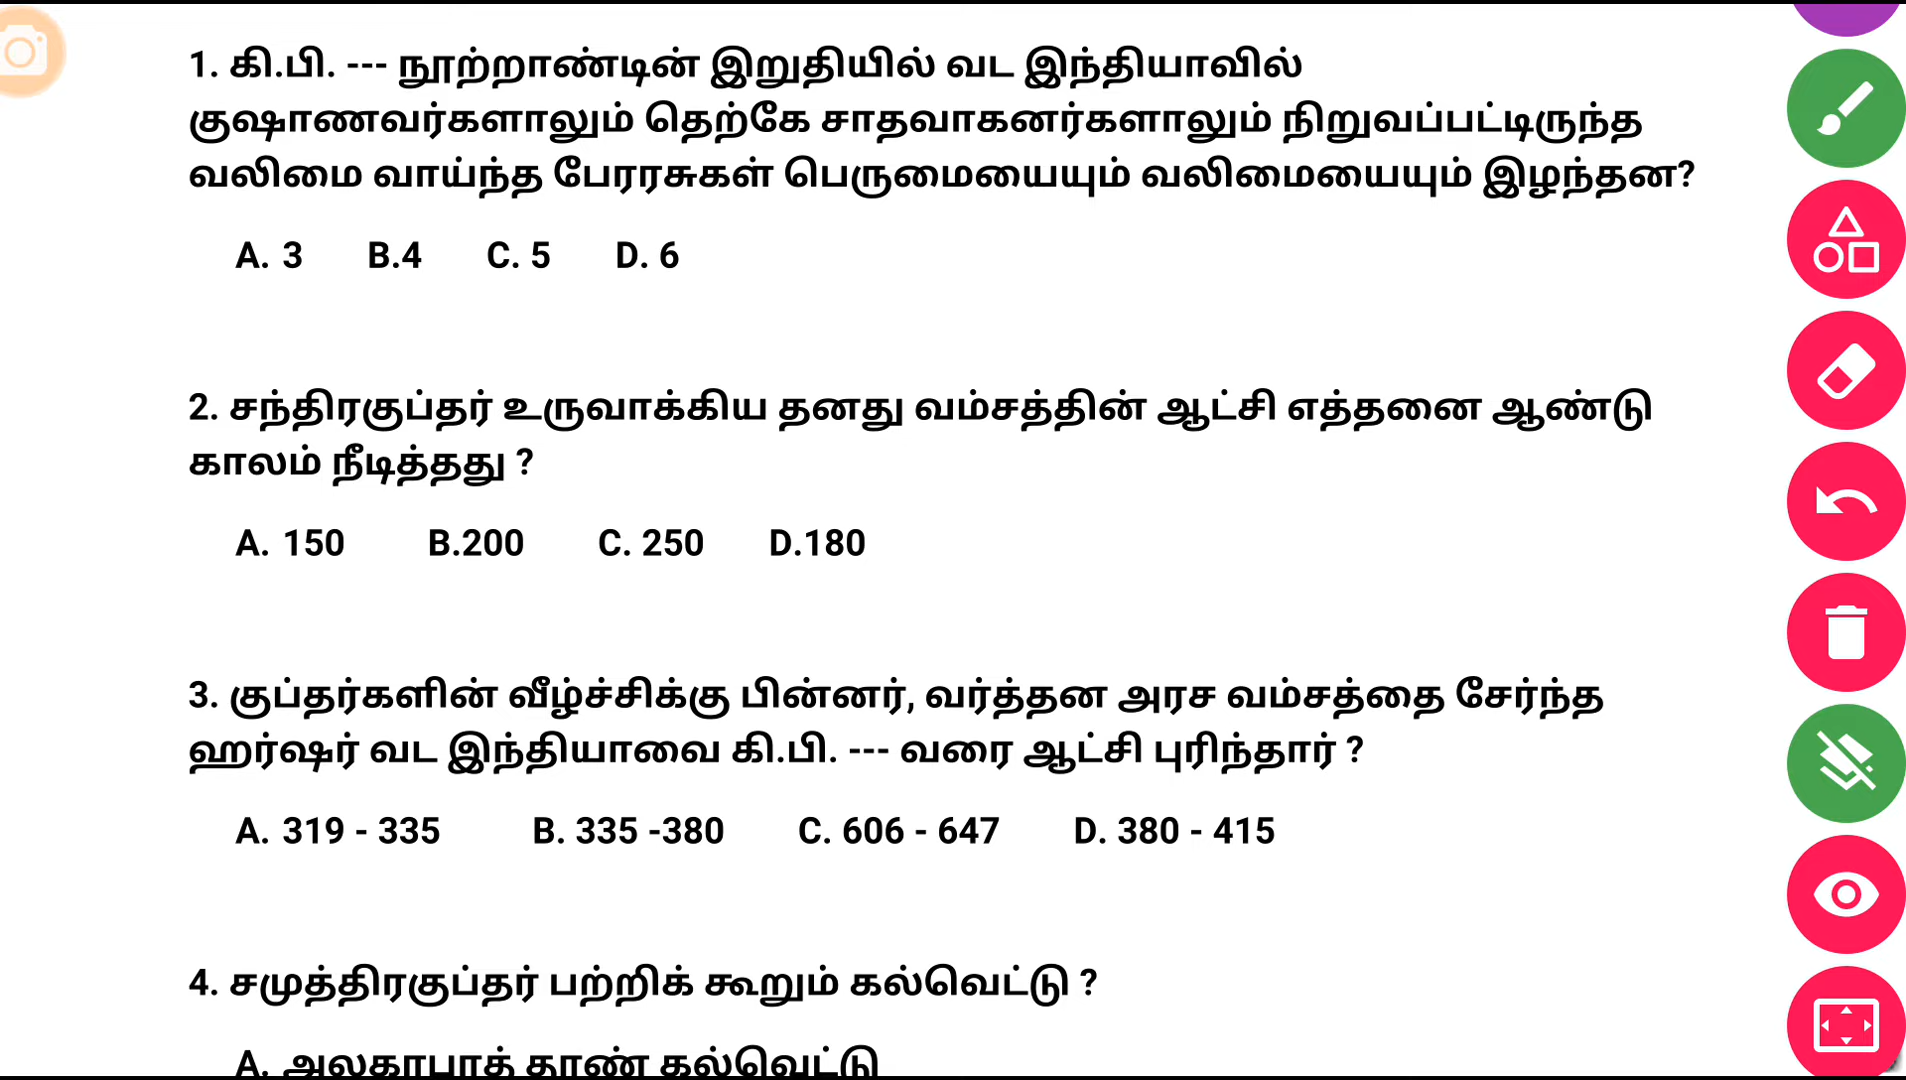 1. கி.பி. --- நூற்றாண்டின் இறுதியில் வட இந்தியாவில்
குஷாணவர்களாலும் தெற்கே சாதவாகனர்களாலும் நிறுவப்பட்டிருந்த
வலிமை வாய்ந்த பேரரசுகள் பெருமையையும் வலிமையையும் இழந்தன?
A. 3 B.4 C. 5 D. 6
2. சந்திரகுப்தர் உருவாக்கிய தனது வம்சத்தின் ஆட்சி எத்தனை ஆண்டு
காலம் நீடித்தது ?
A. 150 B.200 C. 250 D.180
3. குப்தர்களின் வீழ்ச்சிக்கு பின்னர், வர்த்தன அரச வம்சத்தை சேர்ந்த
ஹர்ஷர் வட இந்தியாவை கி.பி. --- வரை ஆட்சி புரிந்தார் ?
A. 319 - 335 B. 335 -380 C. 606 - 647 D. 380 - 415
4. சமுத்திரகுப்தர் பற்றிக் கூறும் கல்வெட்டு ?
A. அலகாபாத் தூண் கல்வெட்டு